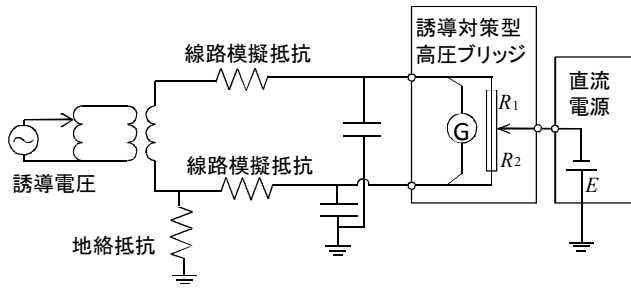 誘導対策型
高圧ブリッジ
線路模擬抵抗
直流
電源
R1
G
R2
線路模擬抵抗
誘導電圧
E
地絡抵抗